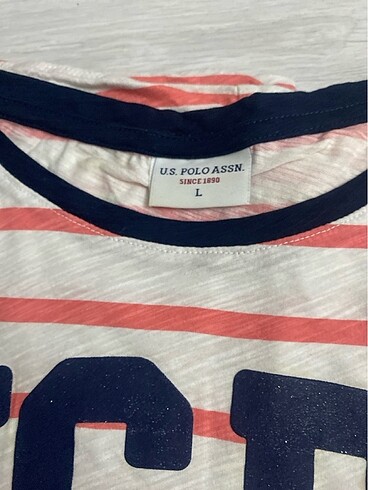 U.S. POLO ASSN.
SINCE 1890
L